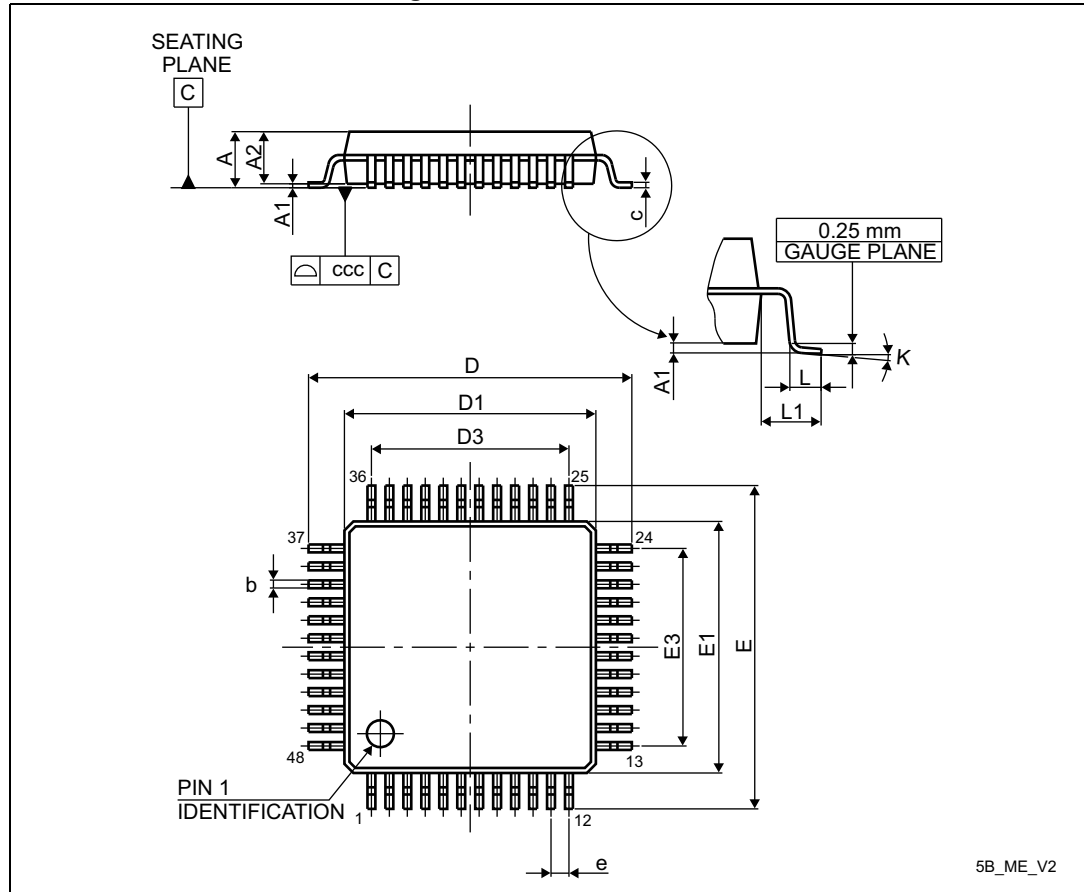 SEATING
PLANE
C
A
A2
A1
c
ccc C
0.25 mm
GAUGE PLANE
A1
K
L
L1
D
D1
D3
36
25
37
24
b
E3
E1
E
48
13
PIN 1
IDENTIFICATION
1
12
e
5B_ME_V2